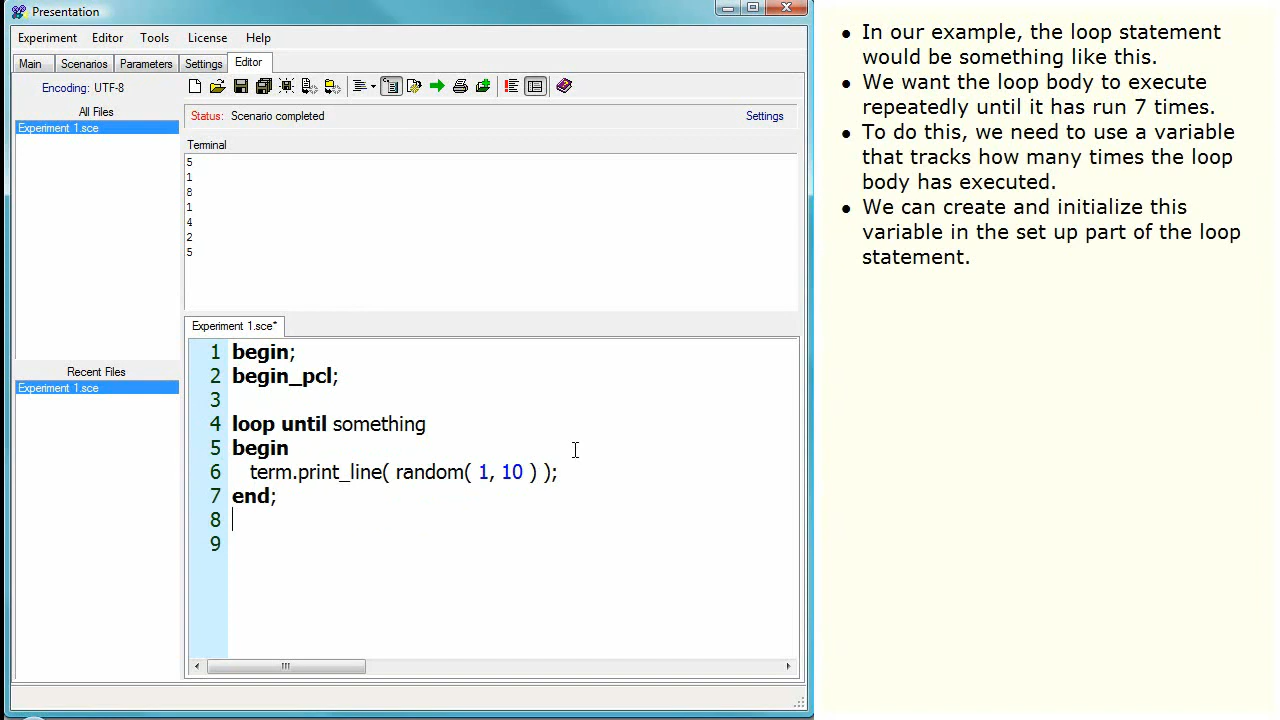 Presentation
Experiment Editor Tools License Help
Main Scenarios Parameters Settings Editor
Encoding: UTF-8
All Files
Experiment 1.sce
Status: Scenario completed Settings
Terminal
5
1
8
1
4
2
5
Recent Files
Experiment 1.sce
Experiment 1.sce*
1 begin;
2 begin_pcl;
3
4 loop until something
5 begin
6 term.print_line( random( 1, 10 ) );
7 end;
8
9
• In our example, the loop statement
would be something like this.
• We want the loop body to execute
repeatedly until it has run 7 times.
• To do this, we need to use a variable
that tracks how many times the loop
body has executed.
• We can create and initialize this
variable in the set up part of the loop
statement.